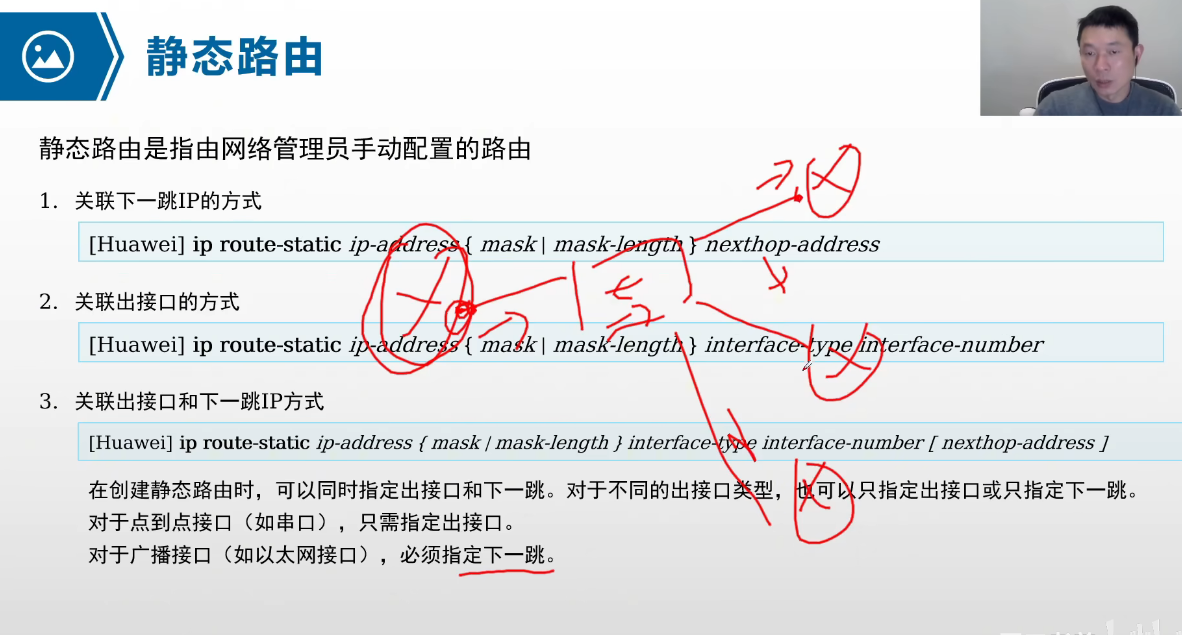 静态路由
静态路由是指由网络管理员手动配置的路由
1. 关联下一跳IP的方式
[Huawei] ip route-static ip-address { mask | mask-length } nexthop-address
2. 关联出接口的方式
[Huawei] ip route-static ip-address { mask | mask-length } interface-type interface-number
3. 关联出接口和下一跳IP方式
[Huawei] ip route-static ip-address { mask | mask-length } interface-type interface-number [ nexthop-address ]
在创建静态路由时，可以同时指定出接口和下一跳。对于不同的出接口类型，也可以只指定出接口或只指定下一跳。
对于点到点接口（如串口），只需指定出接口。
对于广播接口（如以太网接口），必须指定下一跳。